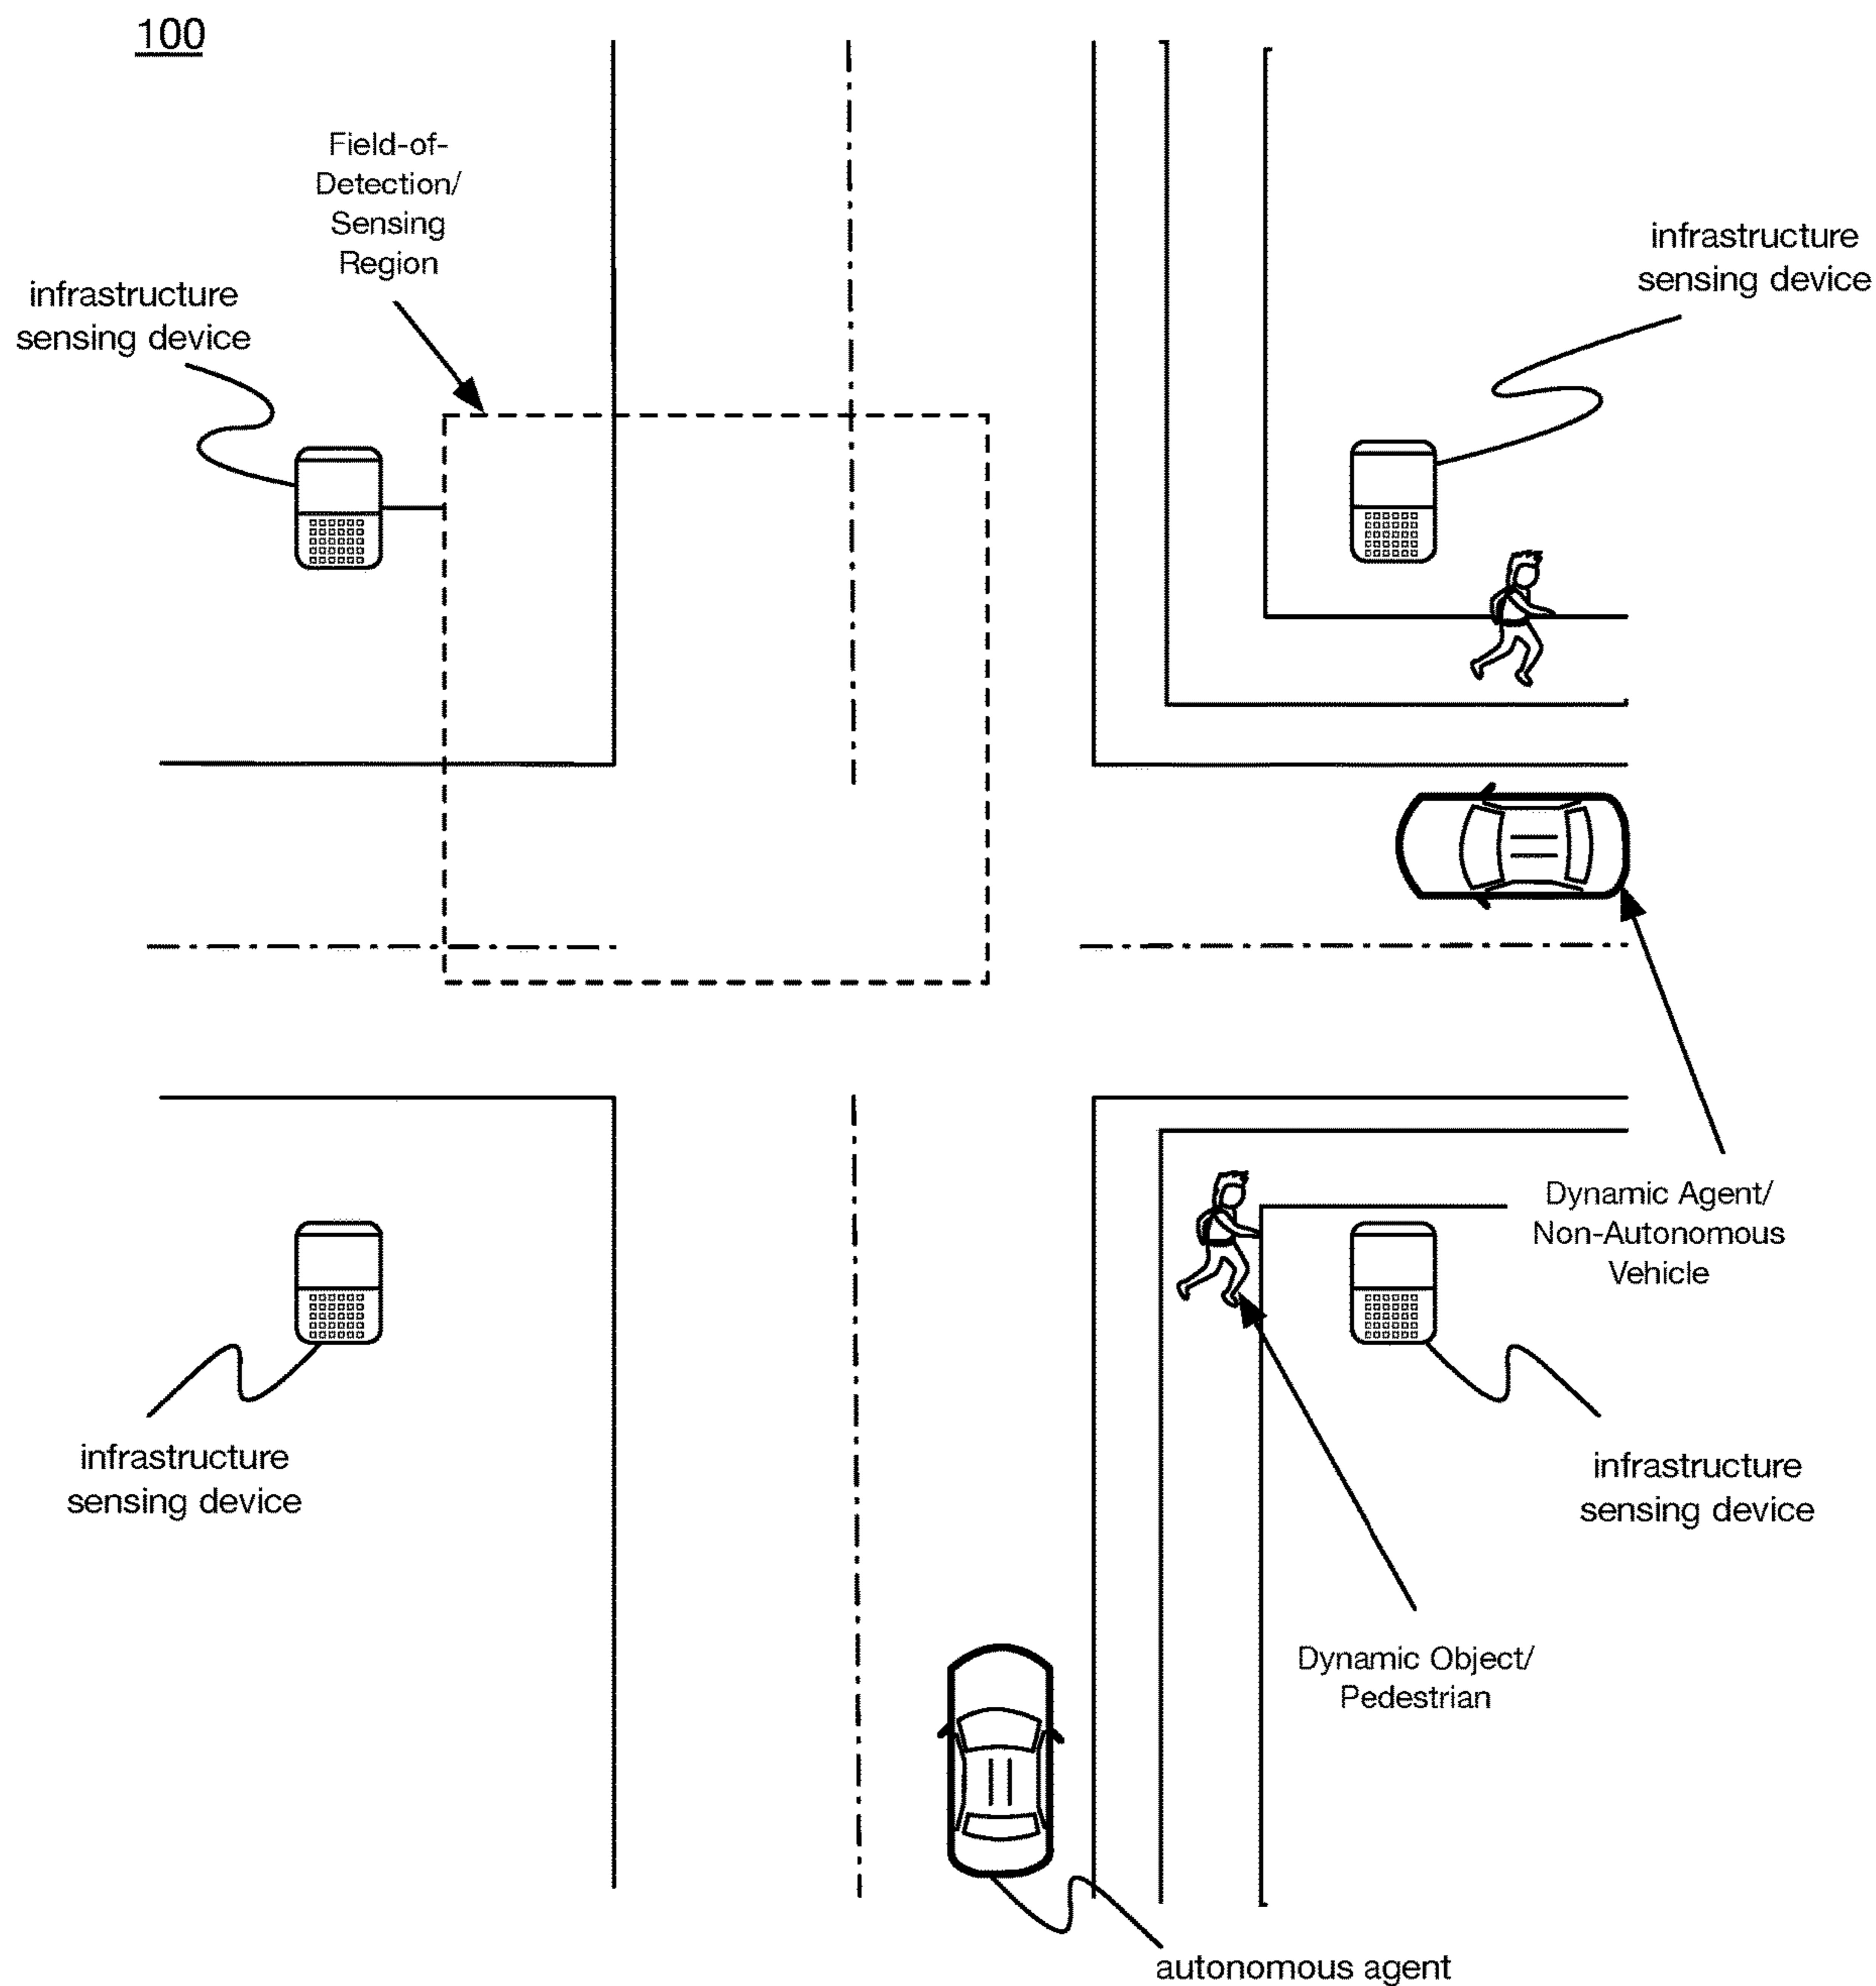 100
Field-of-
Detection/
Sensing
Region
infrastructure
sensing device
infrastructure
sensing device
Dynamic Agent/
Non-Autonomous
Vehicle
infrastructure
sensing device
infrastructure
sensing device
Dynamic Object/
Pedestrian
autonomous agent